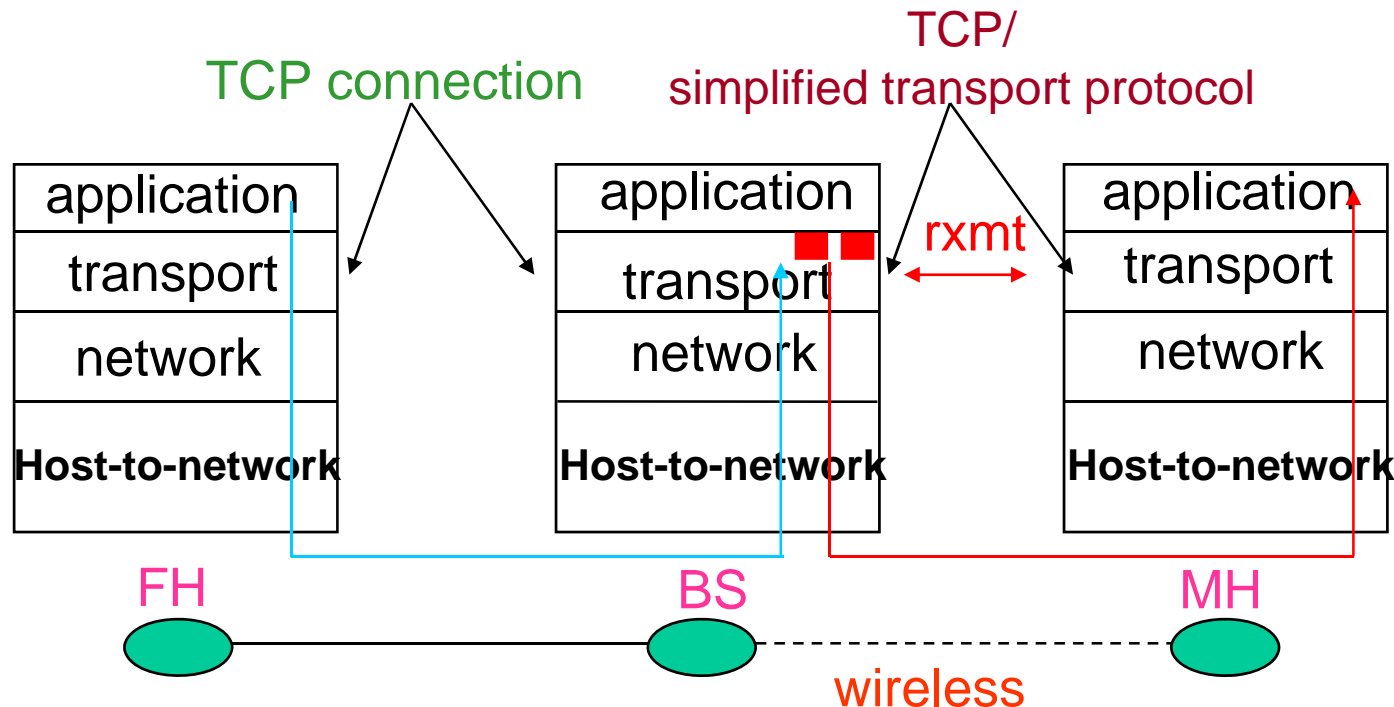 TCP/
TCP connection
simplified transport protocol
application
application
application
rxmt
transport
transport
transport
network
network
network
Host-to-network
Host-to-network
Host-to-network
FH
BS
MH
wireless